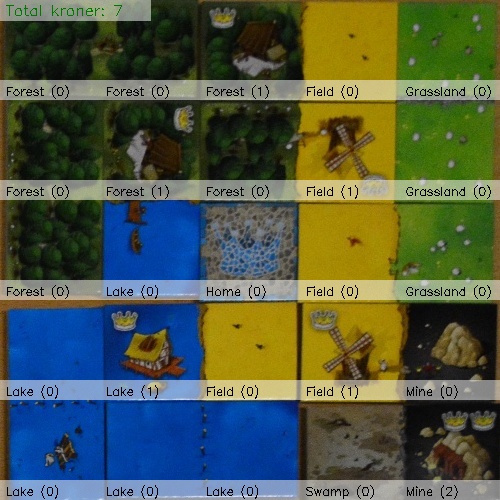 Total kroner: 7
Forest (0) Forest (0) Forest (1) Field (0) Grassland (0)
Forest (0) Forest (1) Forest (0) Field (1) Grassland (0)
Forest (0) Lake (0) Home (0) Field (0) Grassland (0)
Lake (0) Lake (1) Field (0) Field (1) Mine (0)
Lake (0) Lake (0) Lake (0) Swamp (0) Mine (2)